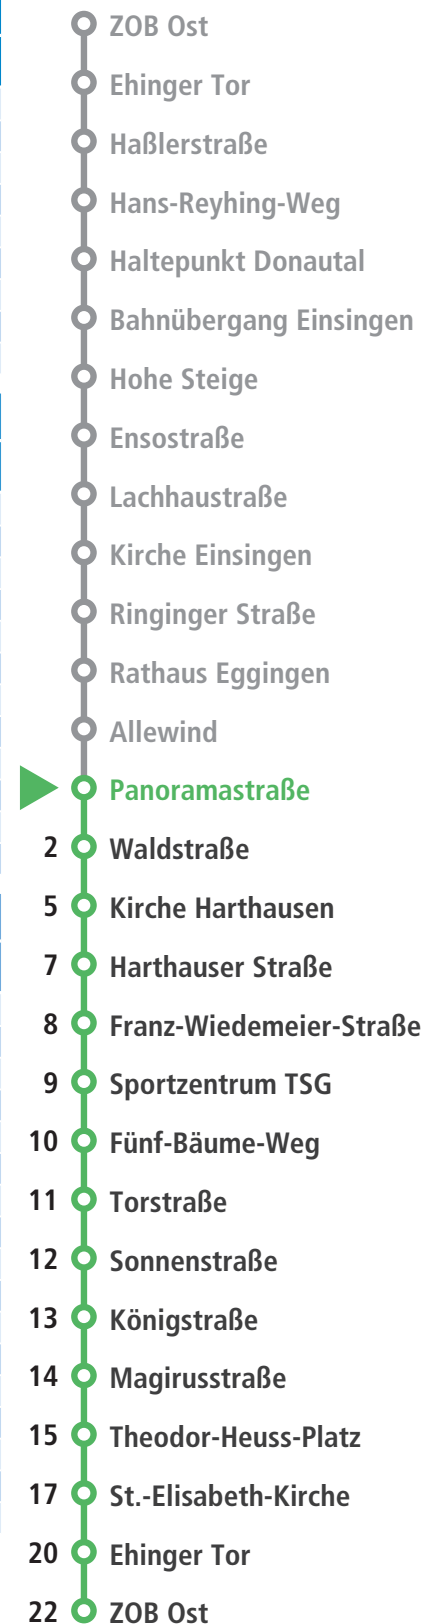 ZOB Ost
Ehinger Tor
Haßlerstraße
Hans-Reyhing-Weg
Haltepunkt Donautal
Bahnübergang Einsingen
Hohe Steige
Ensostraße
Lachhaustraße
Kirche Einsingen
Ringinger Straße
Rathaus Eggingen
Allewind
Panoramastraße
2 Waldstraße
5 Kirche Harthausen
7 Harthauser Straße
8 Franz-Wiedemeier-Straße
9 Sportzentrum TSG
10 Fünf-Bäume-Weg
11 Torstraße
12 Sonnenstraße
13 Königstraße
14 Magirusstraße
15 Theodor-Heuss-Platz
17 St.-Elisabeth-Kirche
20 Ehinger Tor
22 ZOB Ost